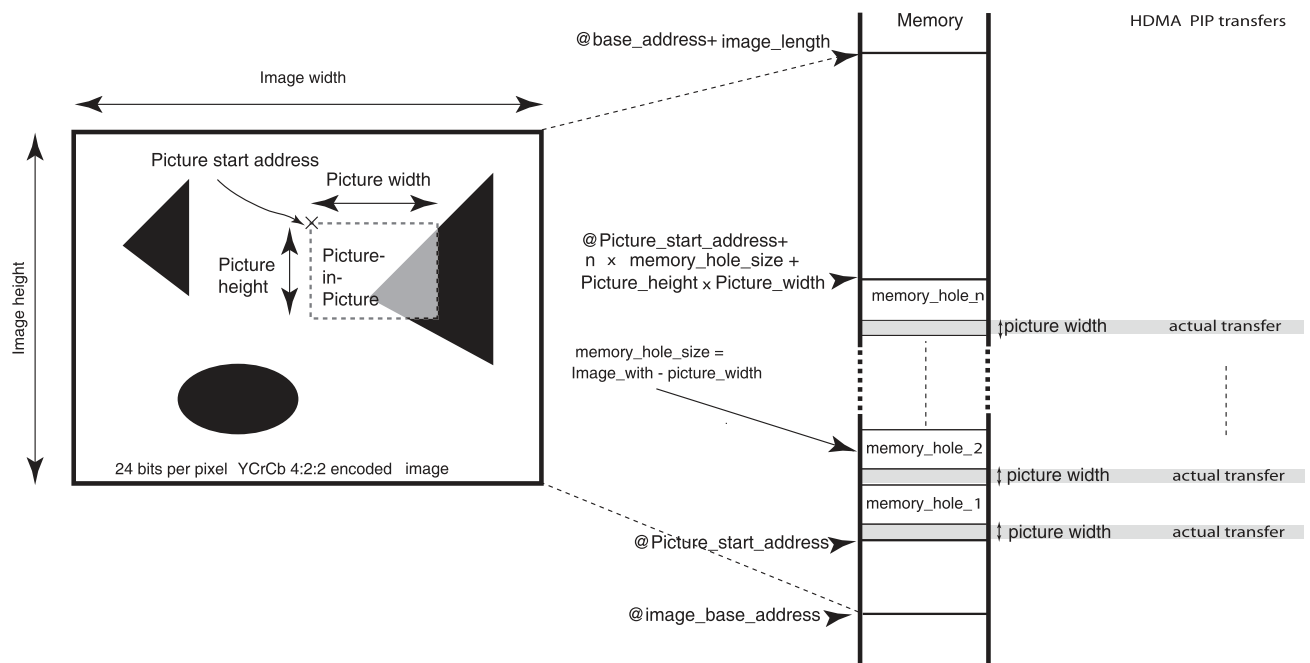 Memory
HDMA PIP transfers
@base_address+ image_length
Image width
Picture start address
Picture width
Image height
Picture
height
Picture-
in-
Picture
24 bits per pixel YCrCb 4:2:2 encoded image
@Picture_start_address+
n x memory_hole_size +
Picture_height x Picture_width
memory_hole_n
picture width actual transfer
memory_hole_size =
Image_with - picture_width
memory_hole_2
picture width actual transfer
memory_hole_1
picture width actual transfer
@Picture_start_address
@image_base_address